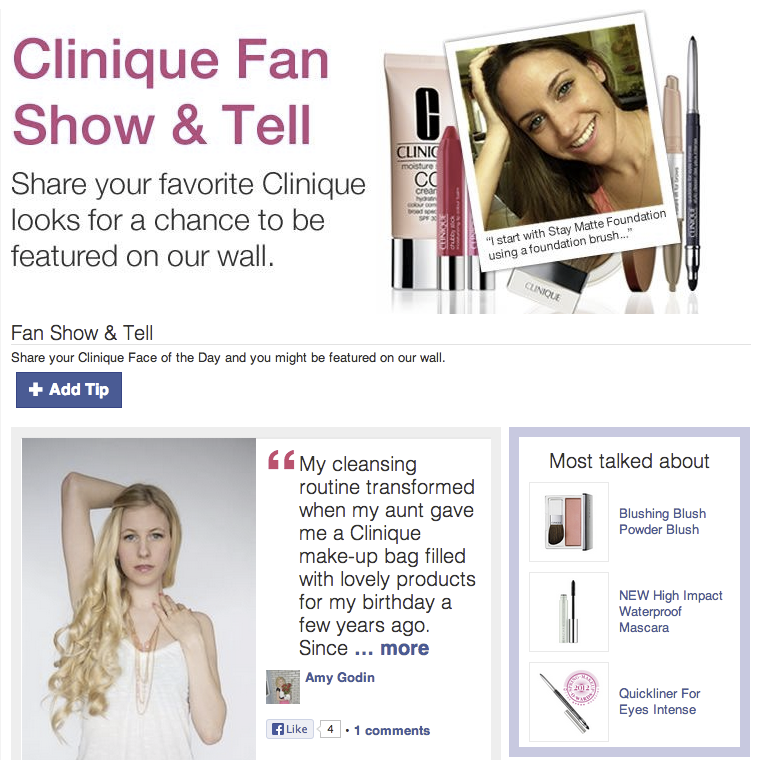 Clinique Fan
Show & Tell
Share your favorite Clinique
looks for a chance to be
featured on our wall.
C
CLINIQ
moisture
CC
cream
hydrating
colour corre
broad spec
SPF 30
CLINIQUE
chubby stick
"I start with Stay Matte Foundation
using a foundation brush..."
CLINIQUE
Fan Show & Tell
Share your Clinique Face of the Day and you might be featured on our wall.
+ Add Tip
“ My cleansing
routine transformed
when my aunt gave
me a Clinique
make-up bag filled
with lovely products
for my birthday a
few years ago.
Since ... more
Amy Godin
f Like 4 • 1 comments
Most talked about
Blushing Blush
Powder Blush
NEW High Impact
Waterproof
Mascara
2012
Quickliner For
Eyes Intense